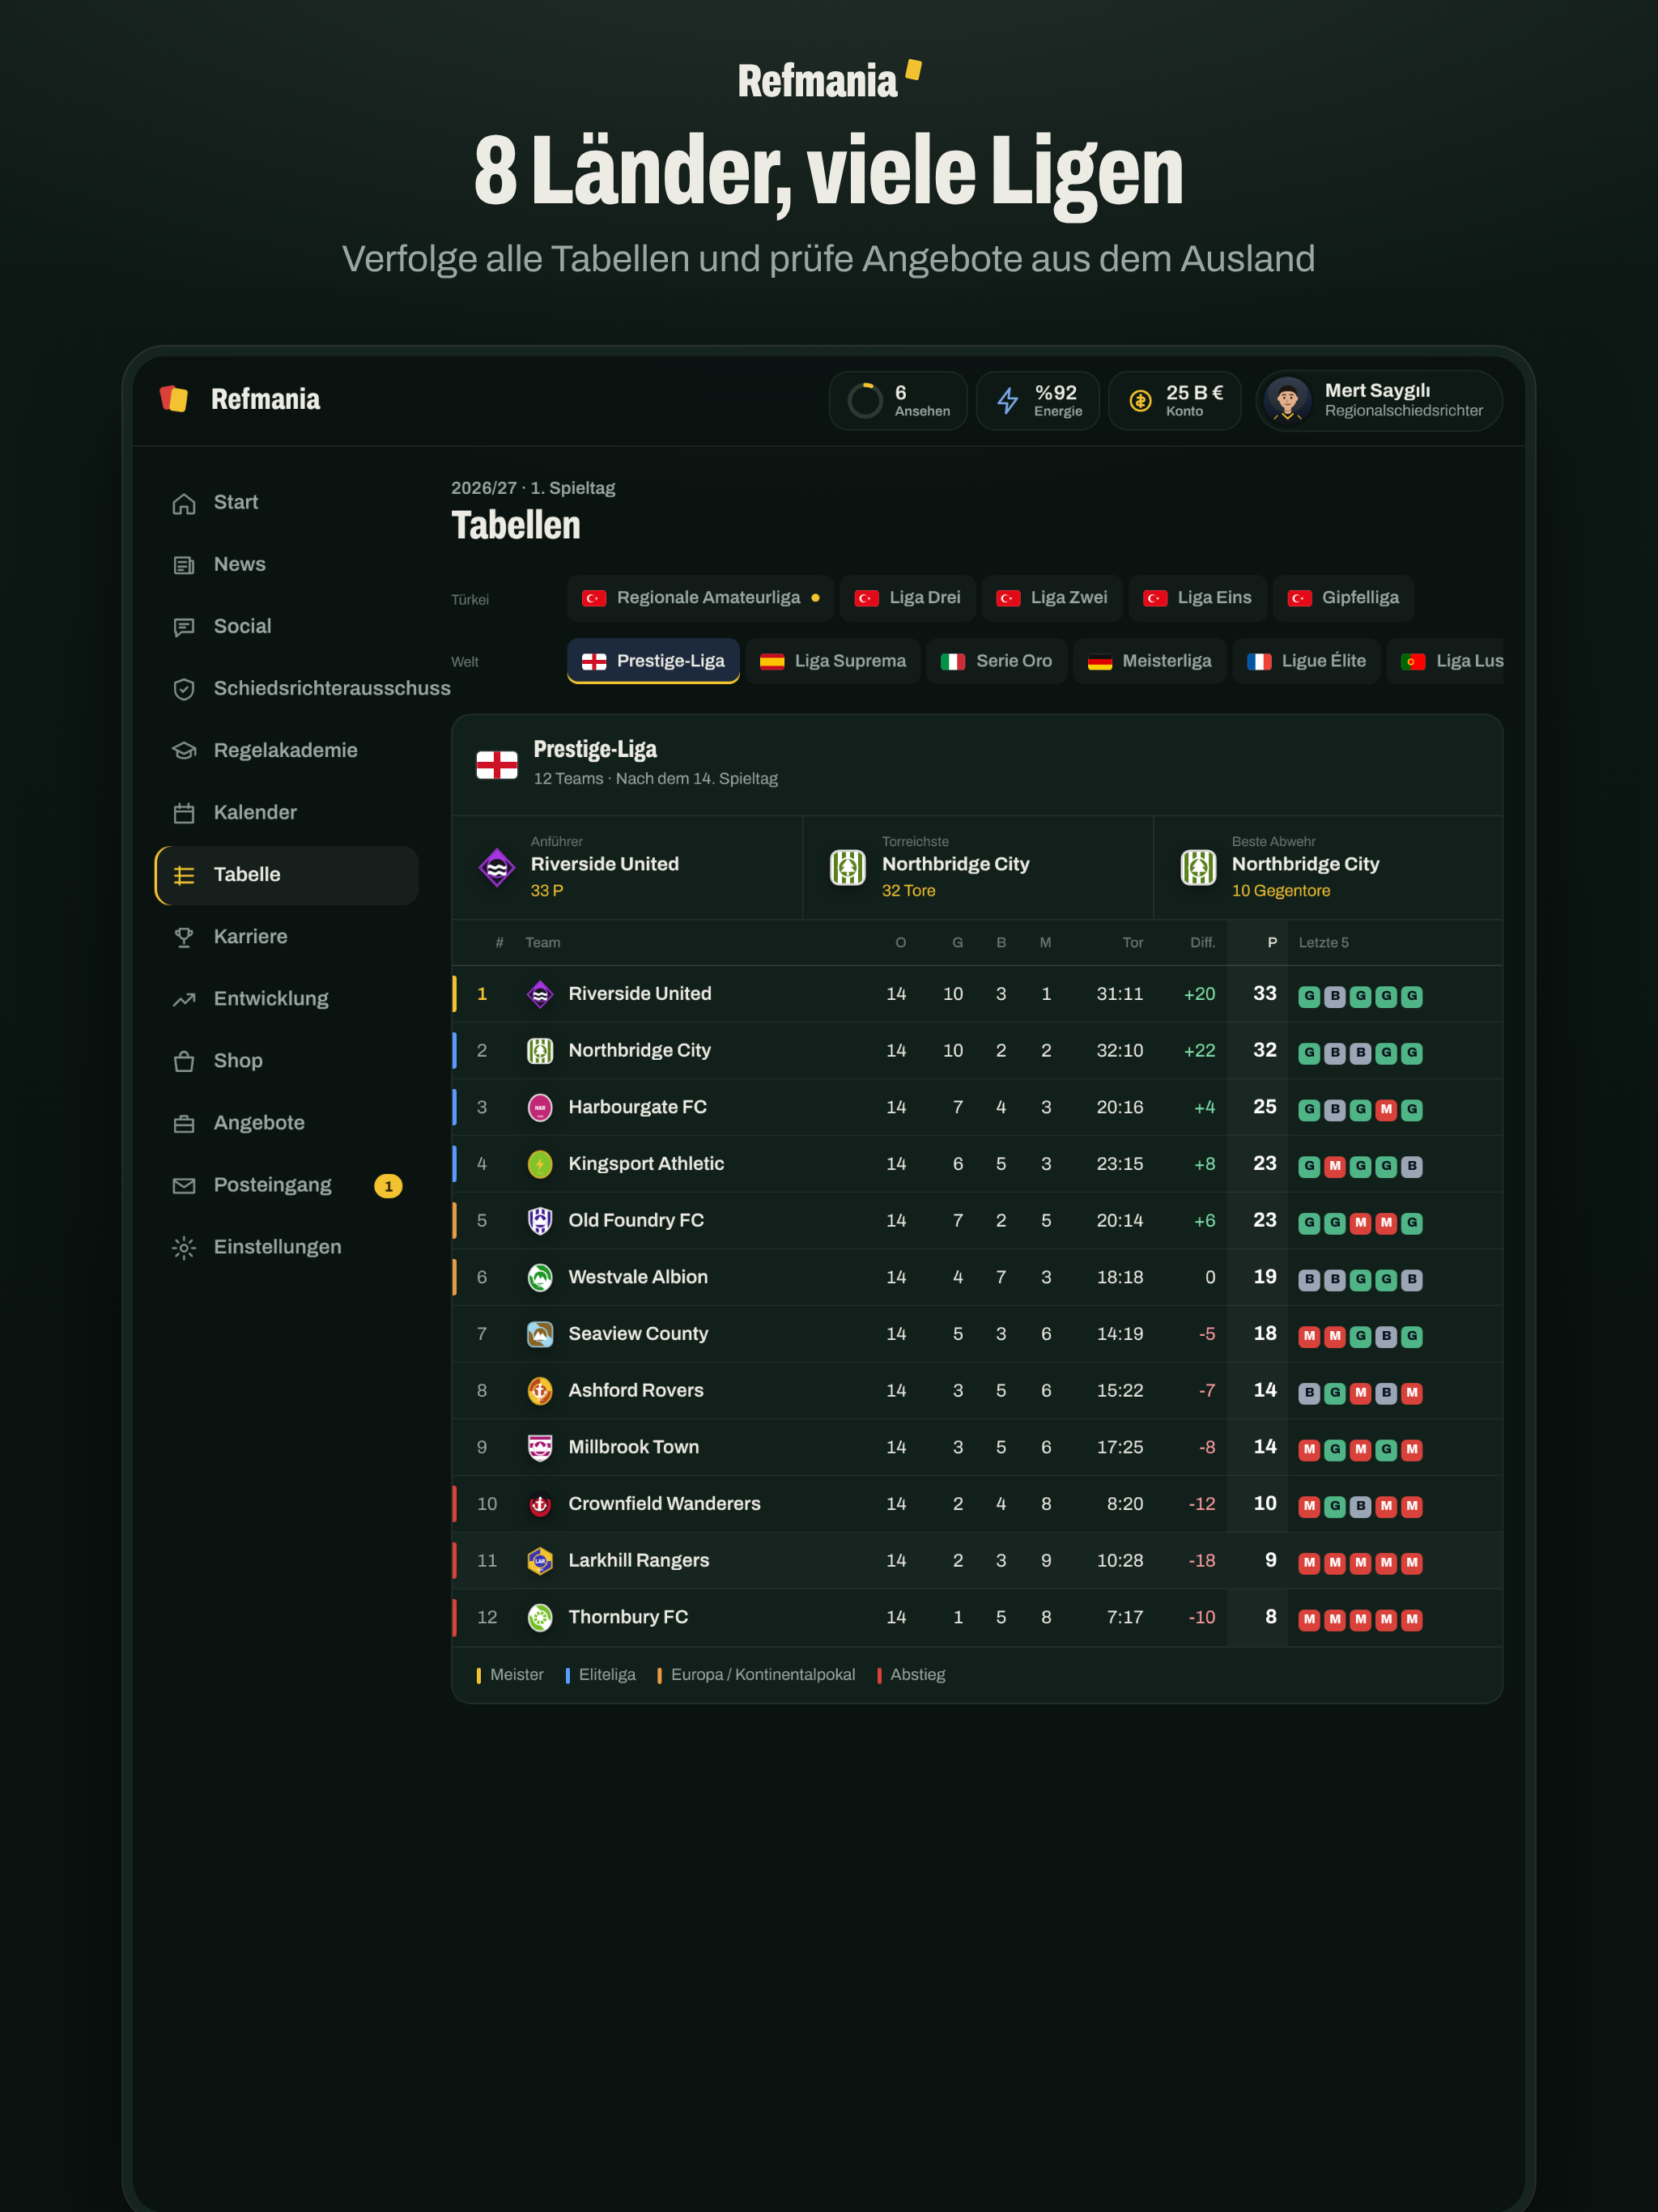 Refmania
8 Länder, viele Ligen
Verfolge alle Tabellen und prüfe Angebote aus dem Ausland
Refmania
6
Ansehen
%92
Energie
25 B €
Konto
Mert Saygılı
Regionalschiedsrichter
Start
News
Social
Schiedsrichterausschuss
Regelakademie
Kalender
Tabelle
Karriere
Entwicklung
Shop
Angebote
Posteingang 1
Einstellungen
2026/27 · 1. Spieltag
Tabellen
Türkei Regionale Amateurliga Liga Drei Liga Zwei Liga Eins Gipfelliga
Welt Prestige-Liga Liga Suprema Serie Oro Meisterliga Ligue Élite Liga Lus
Prestige-Liga
12 Teams · Nach dem 14. Spieltag
Anführer
Riverside United
33 P
Torreichste
Northbridge City
32 Tore
Beste Abwehr
Northbridge City
10 Gegentore
# Team O G B M Tor Diff. P Letzte 5
1 Riverside United 14 10 3 1 31:11 +20 33 G B G G G
2 Northbridge City 14 10 2 2 32:10 +22 32 G B B G G
3 HAR Harbourgate FC 14 7 4 3 20:16 +4 25 G B G M G
4 Kingsport Athletic 14 6 5 3 23:15 +8 23 G M G G B
5 Old Foundry FC 14 7 2 5 20:14 +6 23 G G M M G
6 Westvale Albion 14 4 7 3 18:18 0 19 B B G G B
7 Seaview County 14 5 3 6 14:19 -5 18 M M G B G
8 Ashford Rovers 14 3 5 6 15:22 -7 14 B G M B M
9 Millbrook Town 14 3 5 6 17:25 -8 14 M G M G M
10 Crownfield Wanderers 14 2 4 8 8:20 -12 10 M G B M M
11 LAR Larkhill Rangers 14 2 3 9 10:28 -18 9 M M M M M
12 Thornbury FC 14 1 5 8 7:17 -10 8 M M M M M
Meister Eliteliga Europa / Kontinentalpokal Abstieg